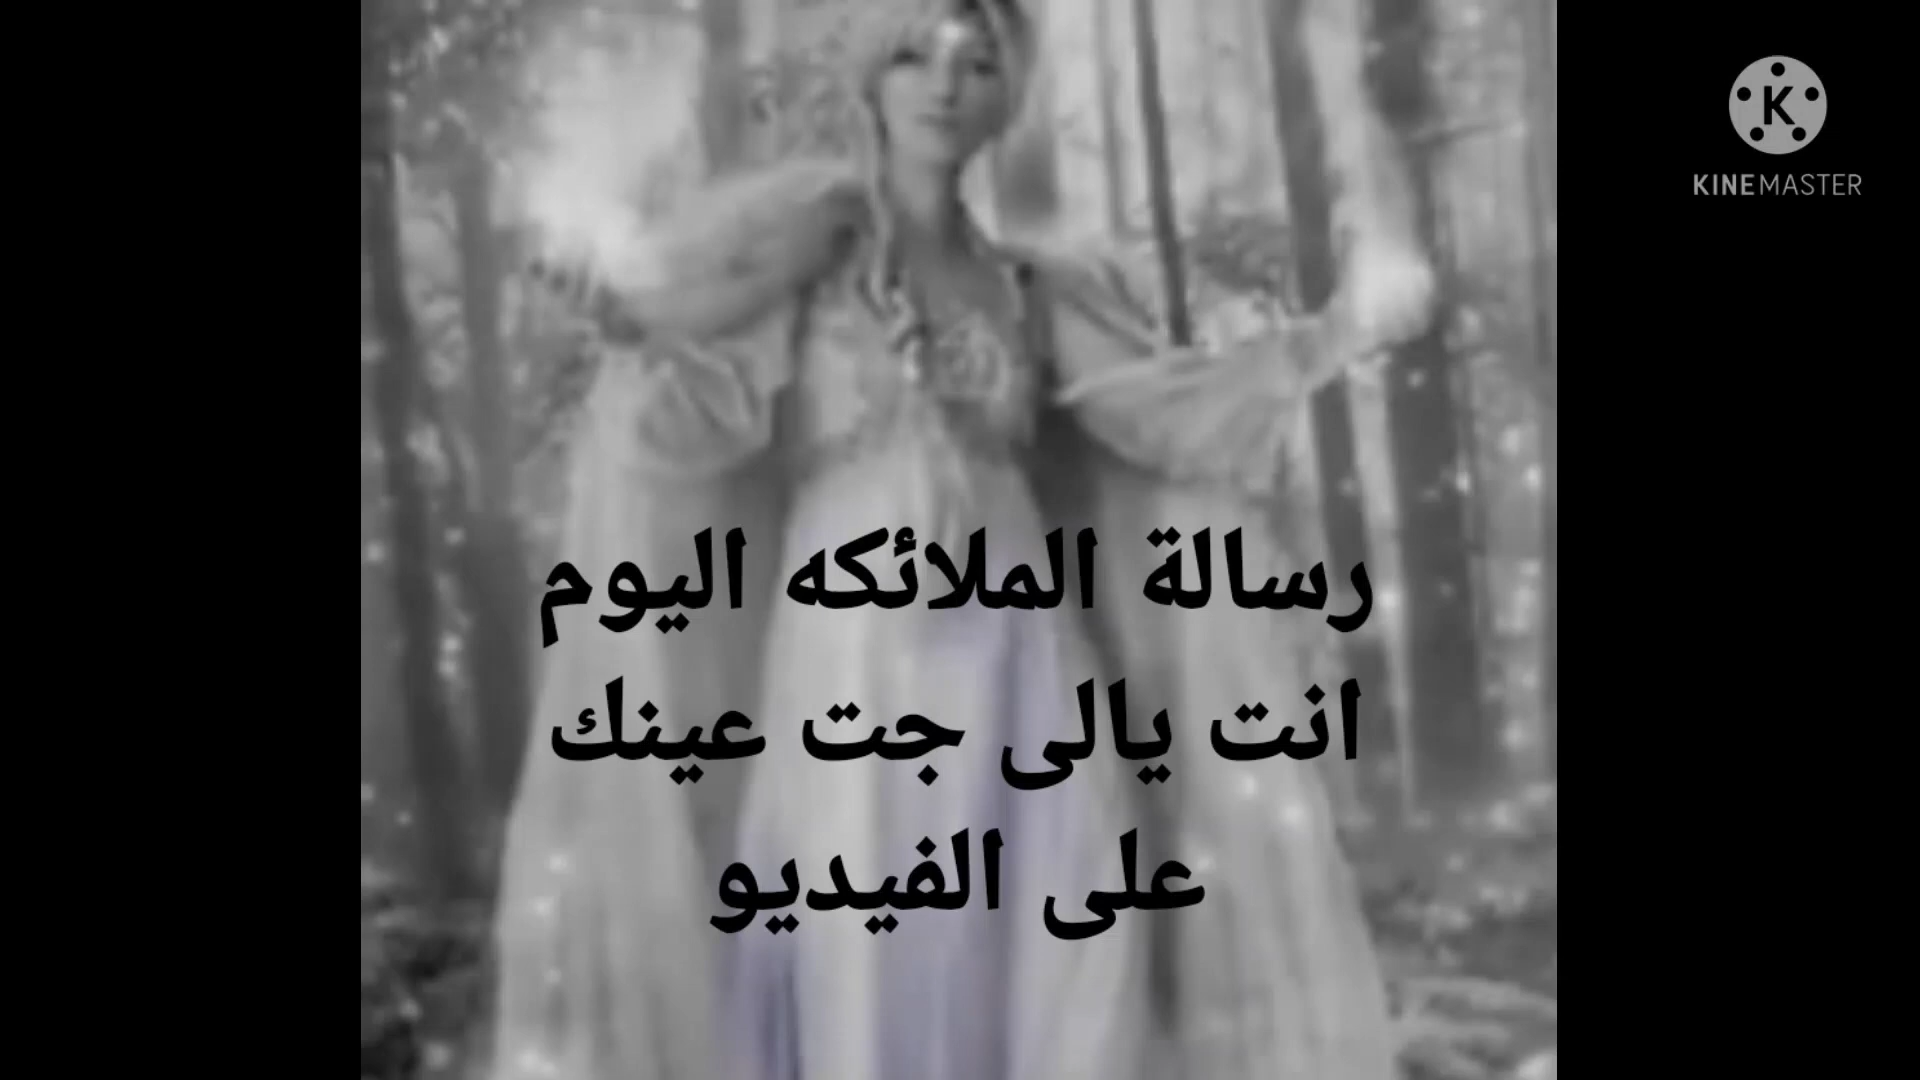 رسالة الملائكه اليوم
انت يالى جت عينك
على الفيديو
K
KINEMASTER